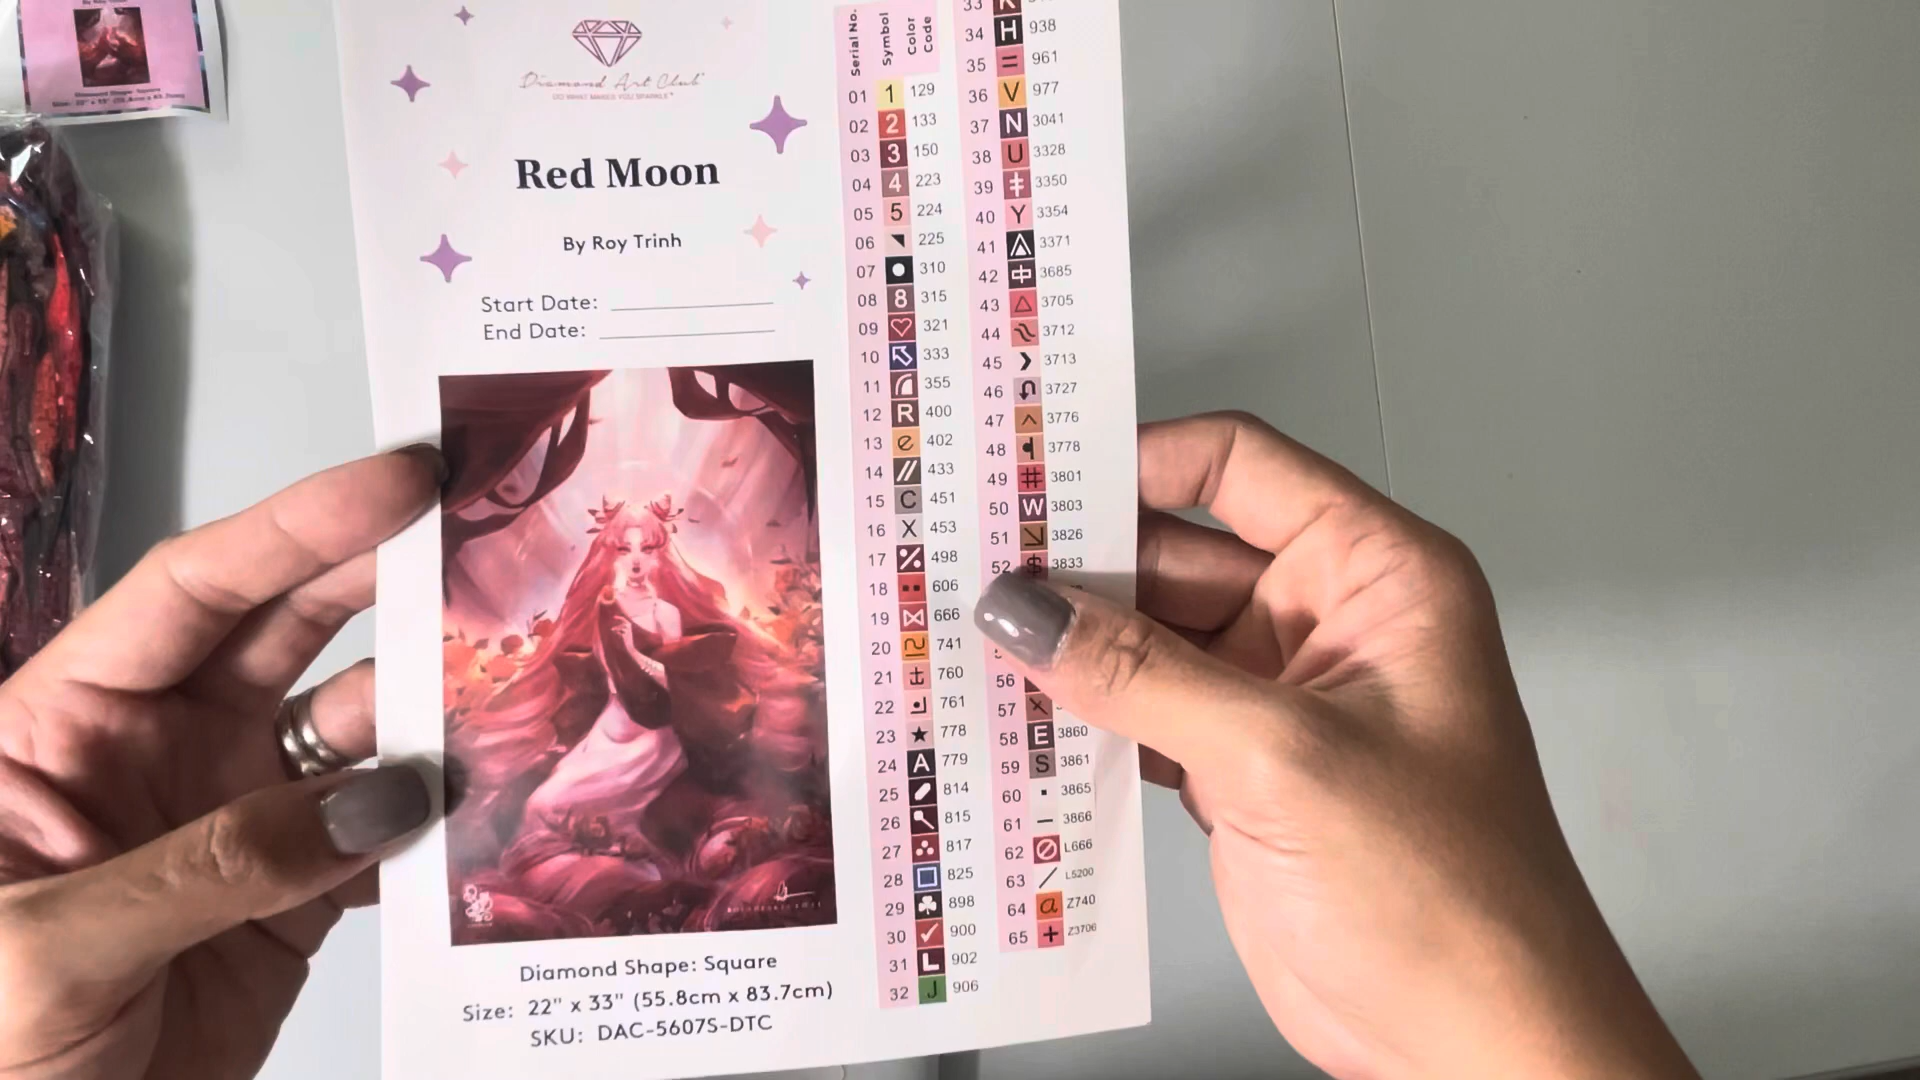 Diamond Art Club
DO WHAT MAKES YOU SPARKLE
Red Moon
By Roy Trinh
Start Date:
End Date:
Diamond Shape: Square
Size: 22" x 33" (55.8cm x 83.7cm)
SKU: DAC-5607S-DTC
Serial No. Symbol Color Code
01 1 129
02 2 133
03 3 150
04 4 223
05 5 224
06 225
07 310
08 8 315
09 321
10 333
11 355
12 R 400
13 e 402
14 // 433
15 C 451
16 X 453
17 498
18 606
19 666
20 741
21 760
22 761
23 ★ 778
24 A 779
25 814
26 815
27 817
28 825
29 898
30 ✓ 900
31 L 902
32 J 906
33
34 H 938
35 = 961
36 V 977
37 N 3041
38 U 3328
39 3350
40 Y 3354
41 3371
42 3685
43 △ 3705
44 3712
45 3713
46 3727
47 3776
48 3778
49 # 3801
50 W 3803
51 3826
52 $ 3833
56
57
58 E 3860
59 S 3861
60 3865
61 — 3866
62 L666
63 / L5200
64 a Z740
65 + Z3706